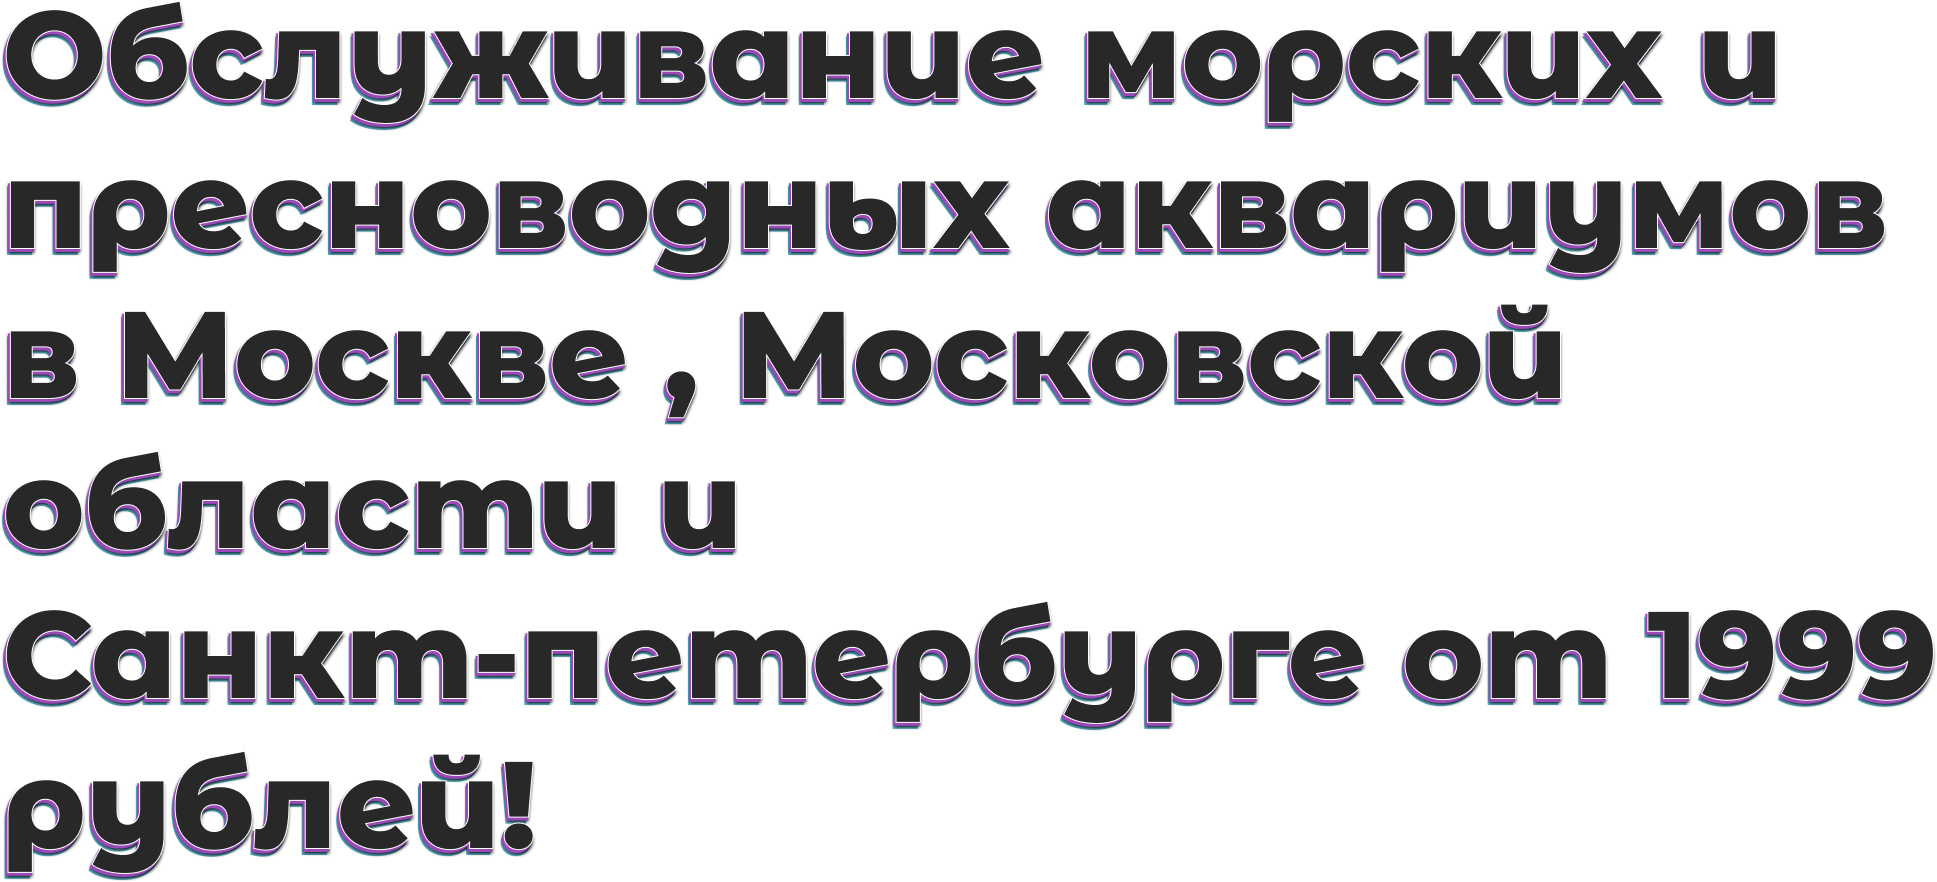 Обслуживание морских и
пресноводных аквариумов
в Москве , Московской
области и
Санкт-петербурге от 1999
рублей!